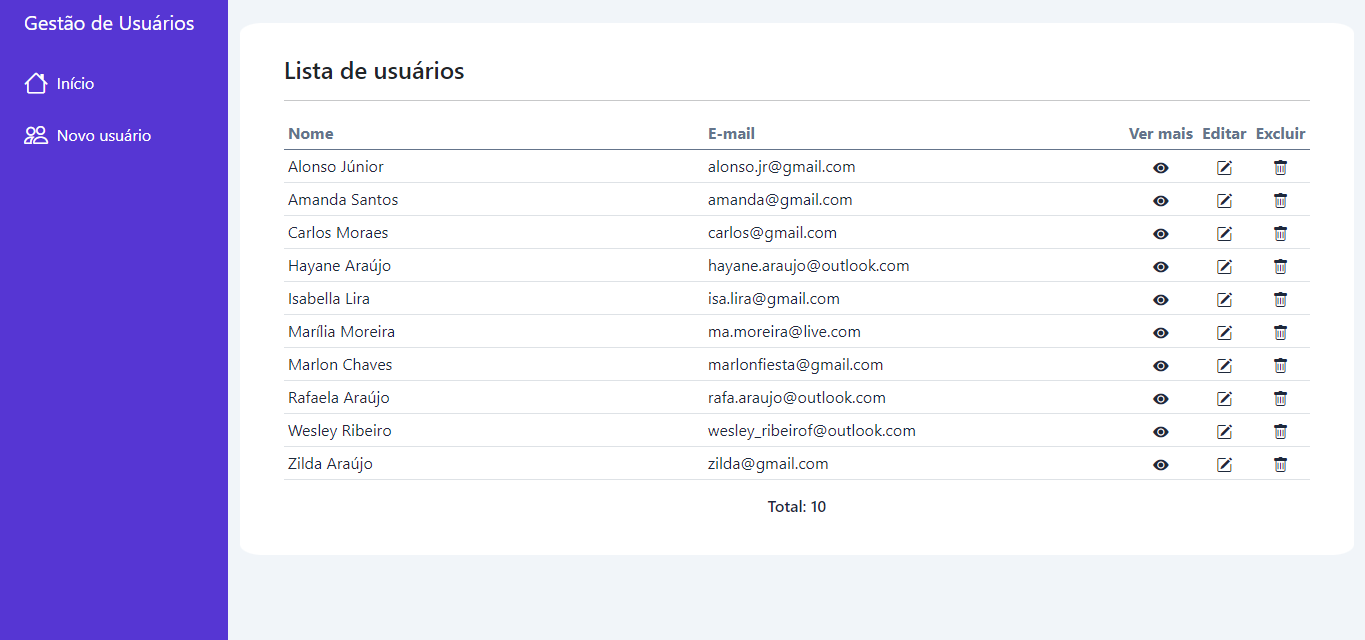 Gestão de Usuários
Início
Novo usuário
Lista de usuários
Nome E-mail Ver mais Editar Excluir
Alonso Júnior alonso.jr@gmail.com
Amanda Santos amanda@gmail.com
Carlos Moraes carlos@gmail.com
Hayane Araújo hayane.araujo@outlook.com
Isabella Lira isa.lira@gmail.com
Marília Moreira ma.moreira@live.com
Marlon Chaves marlonfiesta@gmail.com
Rafaela Araújo rafa.araujo@outlook.com
Wesley Ribeiro wesley_ribeirof@outlook.com
Zilda Araújo zilda@gmail.com
Total: 10